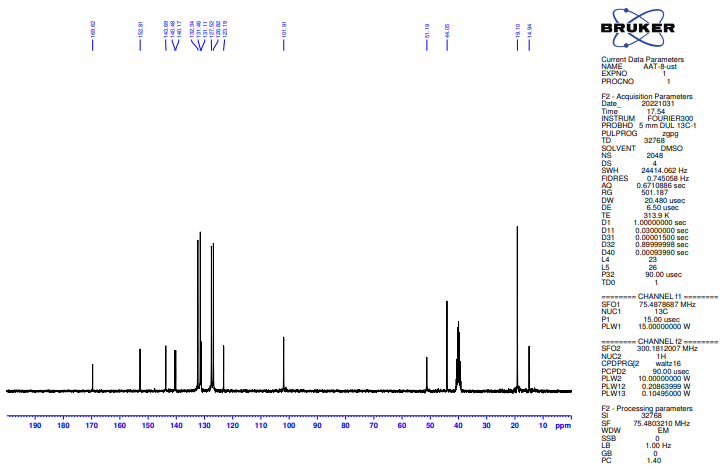 169.62
152.81
143.69
140.48
140.17
132.34
131.46
131.11
127.52
126.82
123.19
101.91
51.19
44.05
19.10
14.94
190 180 170 160 150 140 130 120 110 100 90 80 70 60 50 40 30 20 10 ppm
BRUKER
Current Data Parameters
NAME AAT-8-ust
EXPNO 1
PROCNO 1
F2 - Acquisition Parameters
Date_ 20221031
Time 17.54
INSTRUM FOURIER300
PROBHD 5 mm DUL 13C-1
PULPROG zgpg
TD 32768
SOLVENT DMSO
NS 2048
DS 4
SWH 24414.062 Hz
FIDRES 0.745058 Hz
AQ 0.6710886 sec
RG 501.187
DW 20.480 usec
DE 6.50 usec
TE 313.9 K
D1 1.00000000 sec
D11 0.03000000 sec
D31 0.00001500 sec
D32 0.89999998 sec
D40 0.00093990 sec
L4 23
L5 26
P32 90.00 usec
TD0 1
======== CHANNEL f1 ========
SFO1 75.4878687 MHz
NUC1 13C
P1 15.00 usec
PLW1 15.00000000 W
======== CHANNEL f2 ========
SFO2 300.1812007 MHz
NUC2 1H
CPDPRG[2 waltz16
PCPD2 90.00 usec
PLW2 10.00000000 W
PLW12 0.20863999 W
PLW13 0.10495000 W
F2 - Processing parameters
SI 32768
SF 75.4803210 MHz
WDW EM
SSB 0
LB 1.00 Hz
GB 0
PC 1.40